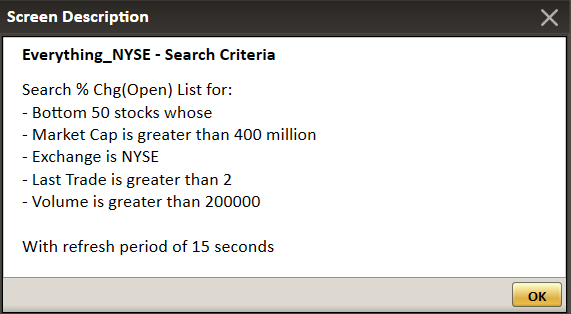 Screen Description
Everything_NYSE - Search Criteria
Search % Chg(Open) List for:
- Bottom 50 stocks whose
- Market Cap is greater than 400 million
- Exchange is NYSE
- Last Trade is greater than 2
- Volume is greater than 200000
With refresh period of 15 seconds
OK